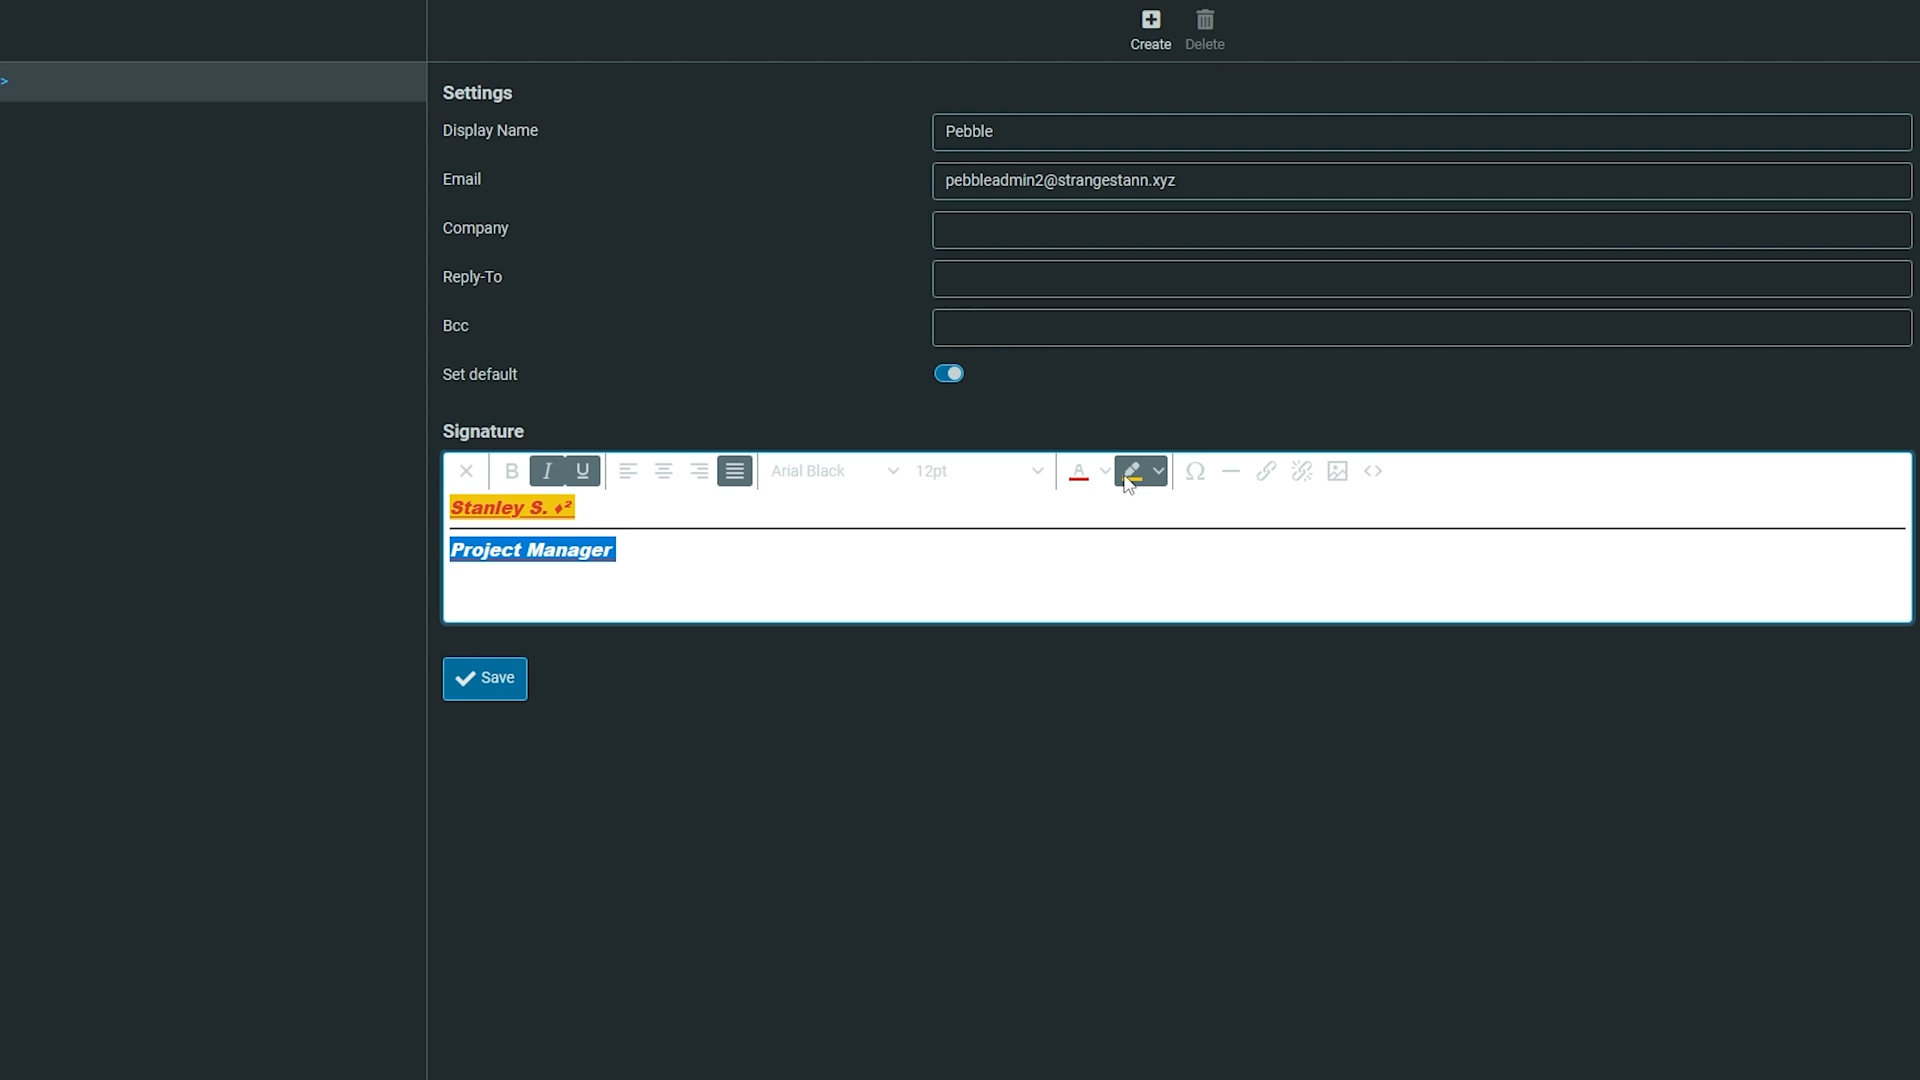 Create Delete
>
Settings
Display Name Pebble
Email pebbleadmin2@strangestann.xyz
Company
Reply-To
Bcc
Set default
Signature
B I U Arial Black 12pt A Ω <>
Stanley S. ♦²
Project Manager
Save